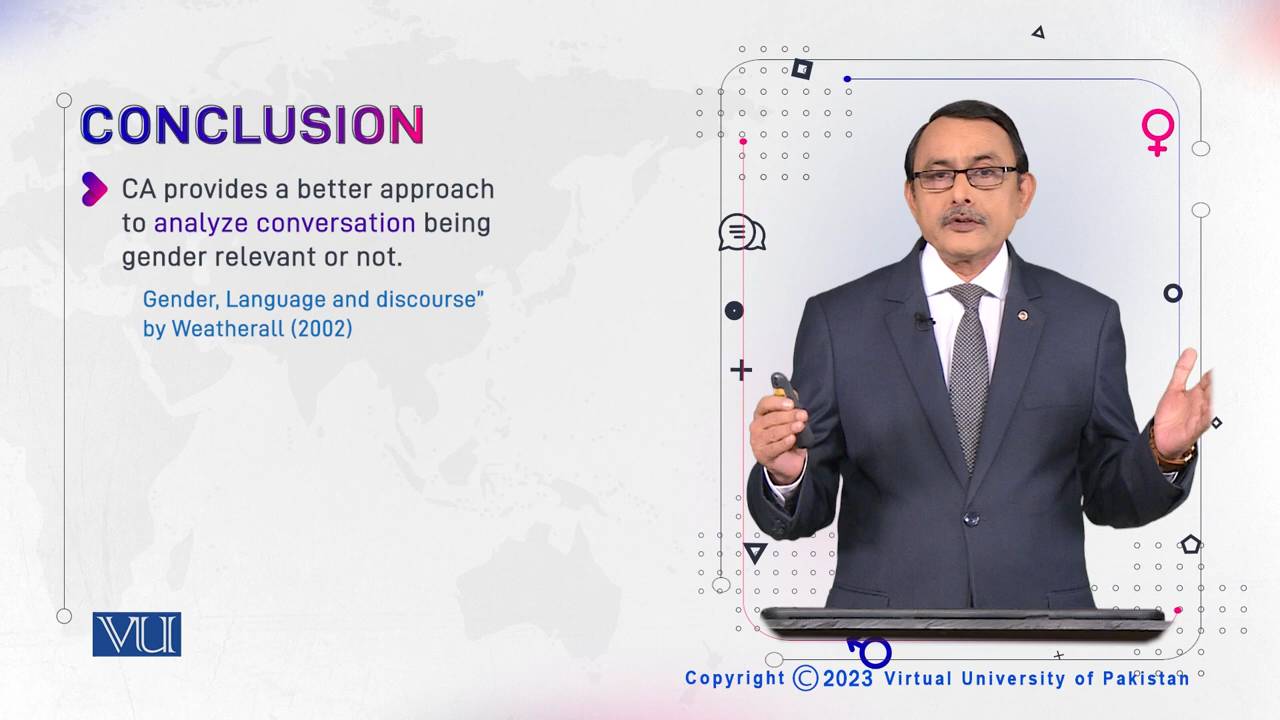 CONCLUSION
CA provides a better approach
to analyze conversation being
gender relevant or not.
Gender, Language and discourse”
by Weatherall (2002)
VU
Copyright © 2023 Virtual University of Pakistan